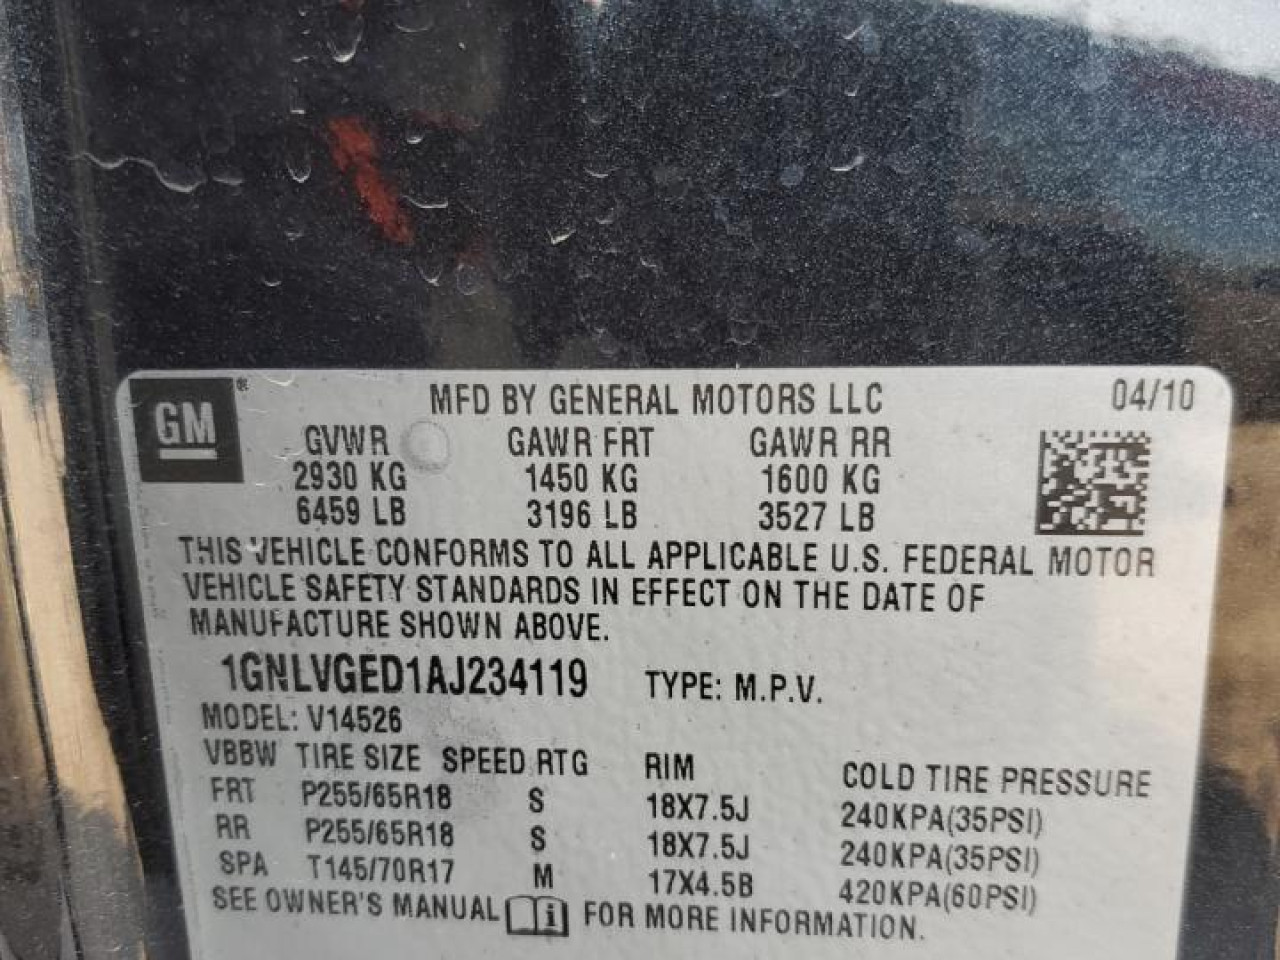 GM® MFD BY GENERAL MOTORS LLC 04/10
GVWR GAWR FRT GAWR RR
2930 KG 1450 KG 1600 KG
6459 LB 3196 LB 3527 LB
THIS VEHICLE CONFORMS TO ALL APPLICABLE U.S. FEDERAL MOTOR
VEHICLE SAFETY STANDARDS IN EFFECT ON THE DATE OF
MANUFACTURE SHOWN ABOVE.
1GNLVGED1AJ234119 TYPE: M.P.V.
MODEL: V14526
VBBW TIRE SIZE SPEED RTG RIM COLD TIRE PRESSURE
FRT P255/65R18 S 18X7.5J 240KPA(35PSI)
RR P255/65R18 S 18X7.5J 240KPA(35PSI)
SPA T145/70R17 M 17X4.5B 420KPA(60PSI)
SEE OWNER'S MANUAL i FOR MORE INFORMATION.